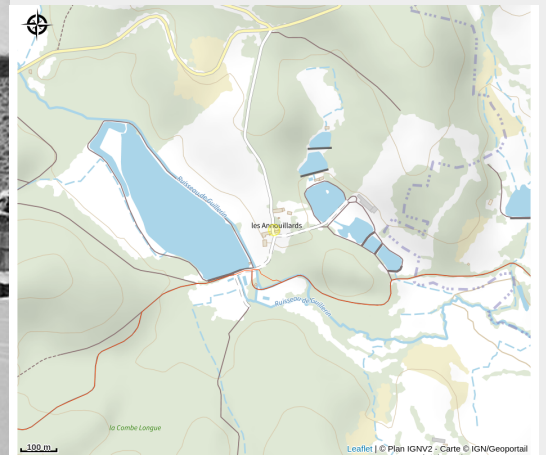 Ruisseau de Guillerin
les Arnouillards
Ruisseau de Guillerin
la Combe Longue
100 m
Leaflet | © Plan IGNV2 - Carte © IGN/Geoportail